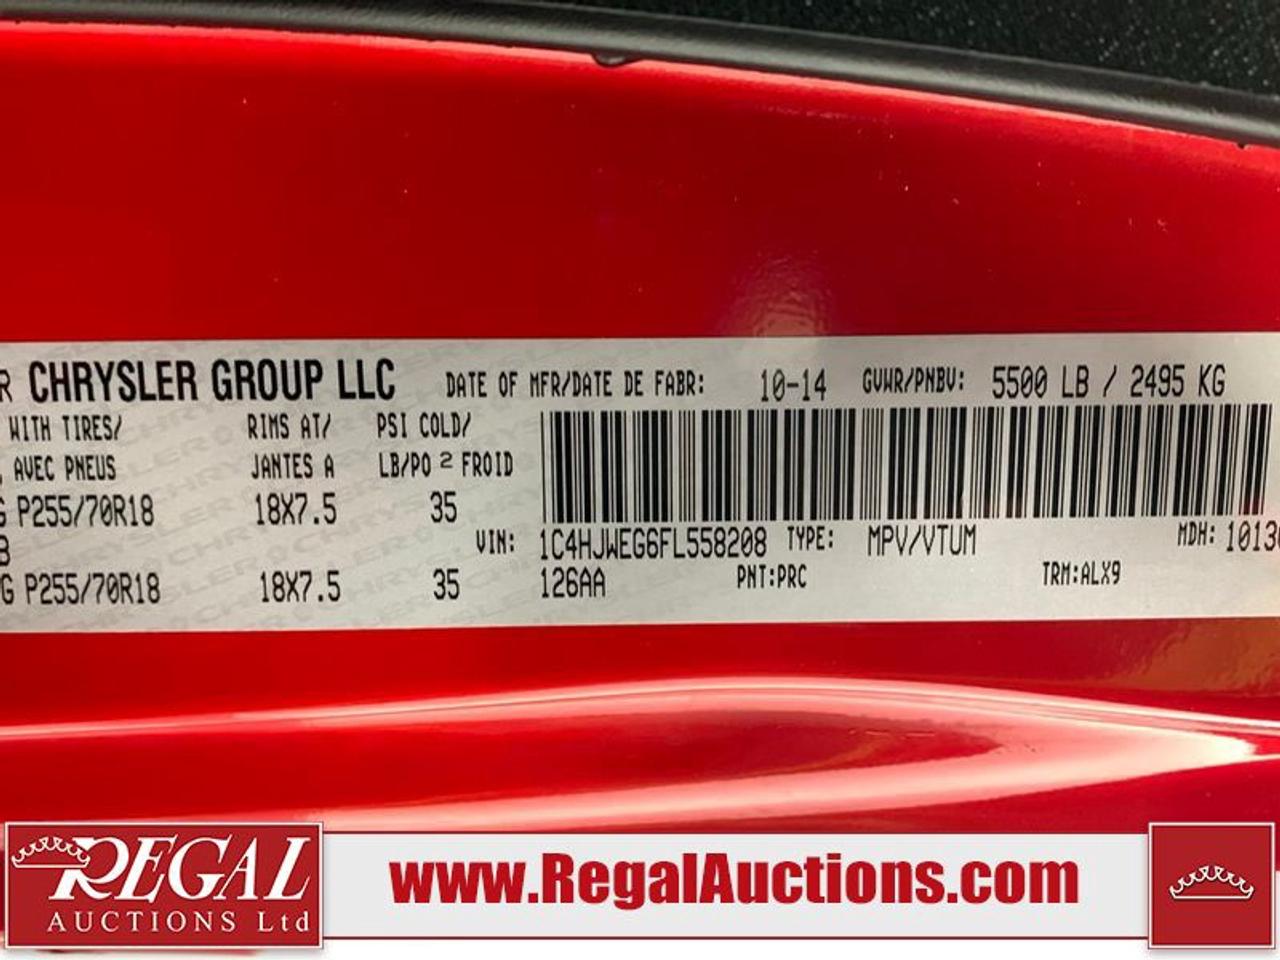 CHRYSLER GROUP LLC DATE OF MFR/DATE DE FABR: 10-14 GVWR/PNBV: 5500 LB / 2495 KG
WITH TIRES/ RIMS AT/ PSI COLD/
AVEC PNEUS JANTES A LB/PO 2 FROID
P255/70R18 18X7.5 35
VIN: 1C4HJWEG6FL558208 TYPE: MPV/VTUM MDH: 1013
G P255/70R18 18X7.5 35 126AA PNT:PRC TRM:ALX9
REGAL
AUCTIONS Ltd
www.RegalAuctions.com